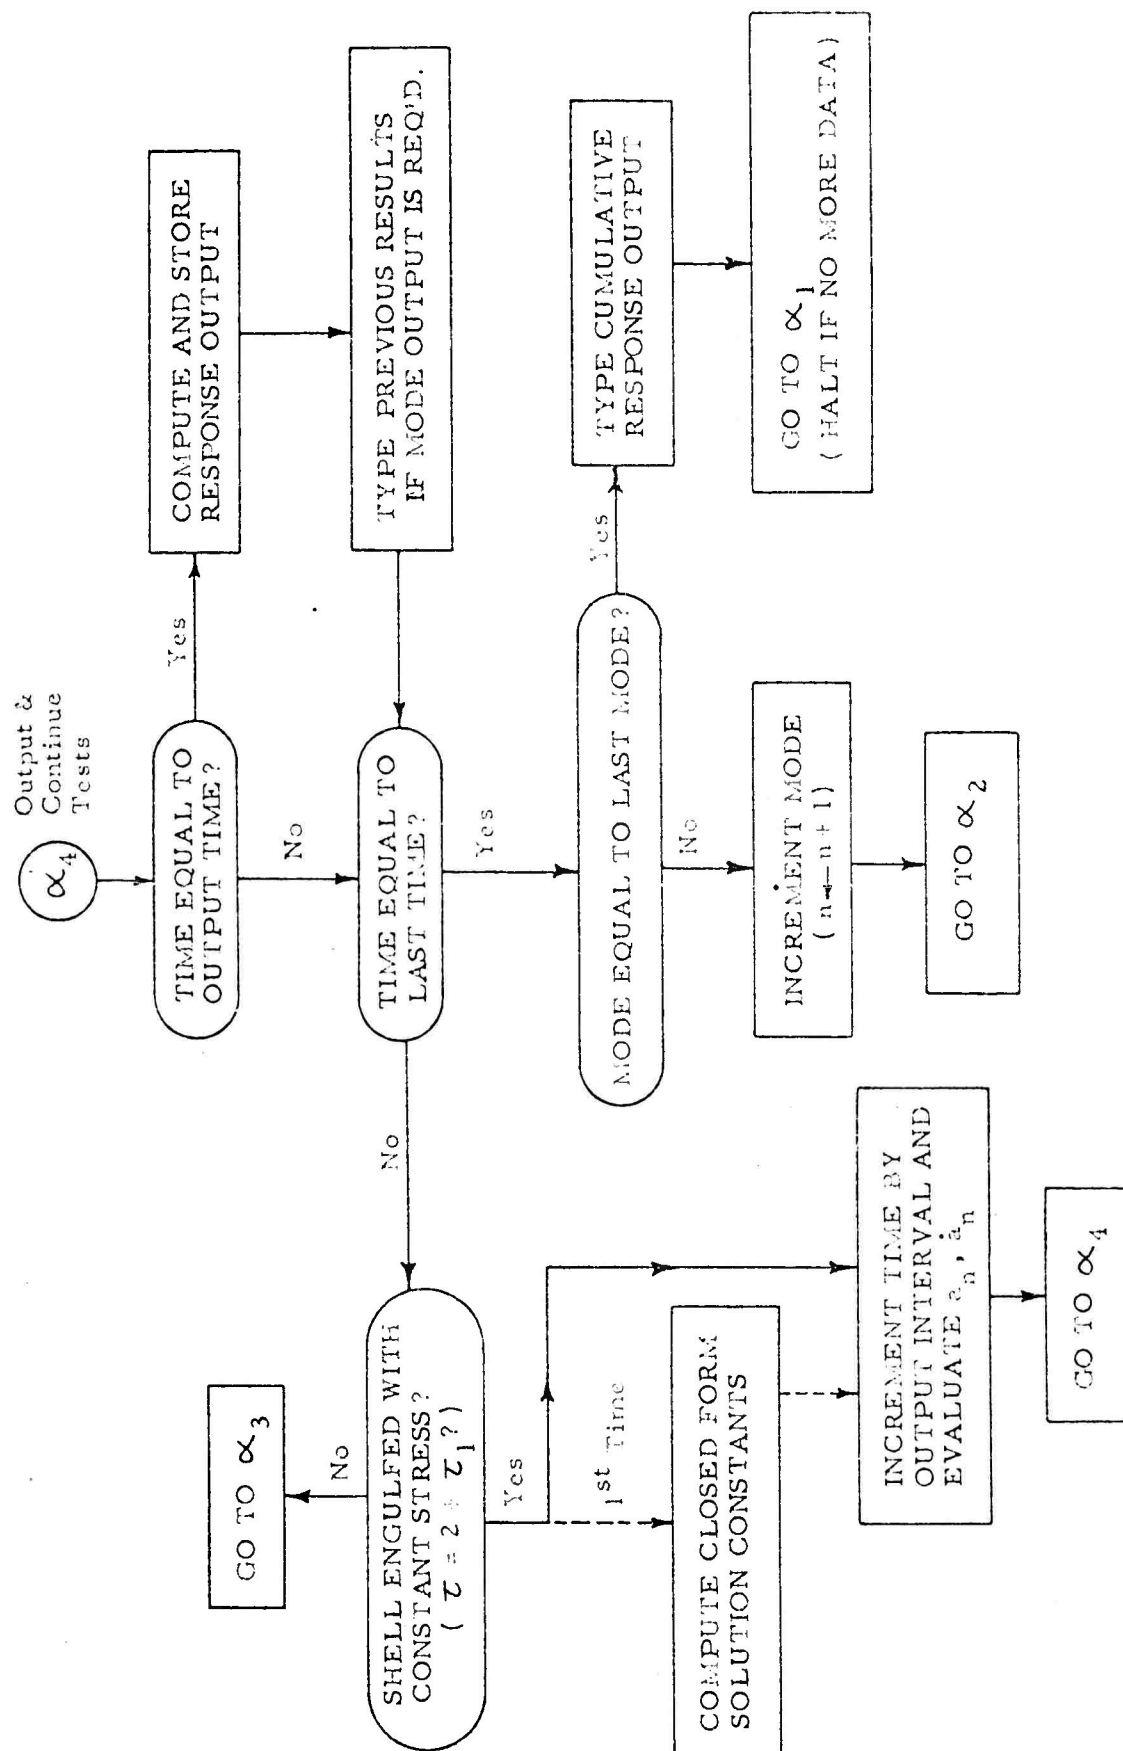 α4
Output &
Continue
Tests
TIME EQUAL TO
OUTPUT TIME?
Yes
COMPUTE AND STORE
RESPONSE OUTPUT
No
TYPE PREVIOUS RESULTS
IF MODE OUTPUT IS REQ'D.
TIME EQUAL TO
LAST TIME?
No
Yes
SHELL ENGULFED WITH
CONSTANT STRESS?
No
GO TO α3
Yes
1st Time
COMPUTE CLOSED FORM
SOLUTION CONSTANTS
INCREMENT TIME BY
OUTPUT INTERVAL AND
EVALUATE an, ȧn
GO TO α4
MODE EQUAL TO LAST MODE?
Yes
TYPE CUMULATIVE
RESPONSE OUTPUT
GO TO α1
(HALT IF NO MORE DATA)
No
INCREMENT MODE
(n←n+1)
GO TO α2